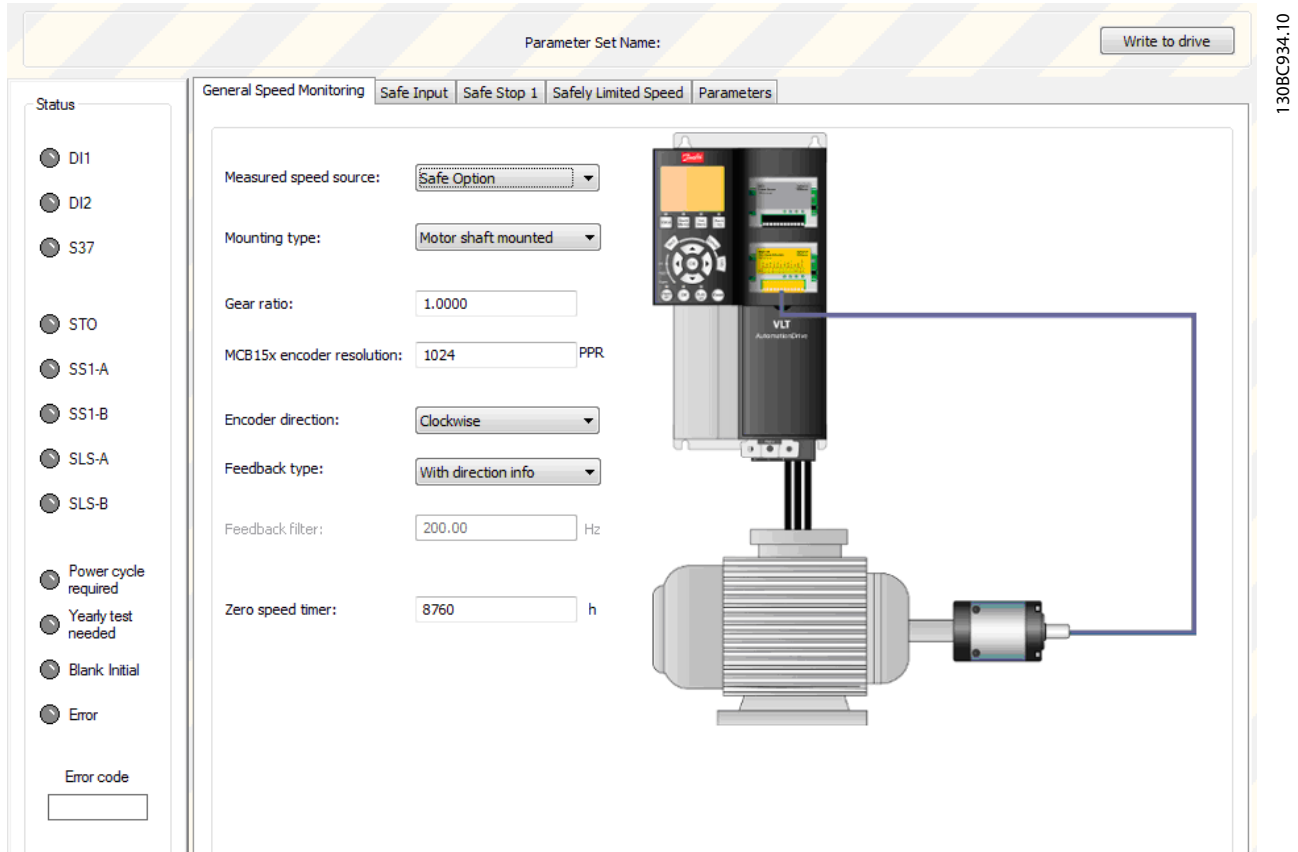 Parameter Set Name:
Write to drive
130BC934.10
Status
DI1
DI2
S37
STO
SS1-A
SS1-B
SLS-A
SLS-B
Power cycle
required
Yearly test
needed
Blank Initial
Error
Error code
General Speed Monitoring
Safe Input
Safe Stop 1
Safely Limited Speed
Parameters
Measured speed source:
Safe Option
Mounting type:
Motor shaft mounted
Gear ratio:
1.0000
MCB15x encoder resolution:
1024
PPR
Encoder direction:
Clockwise
Feedback type:
With direction info
Feedback filter:
200.00
Hz
Zero speed timer:
8760
h
Danfoss
VLT
AutomationDrive